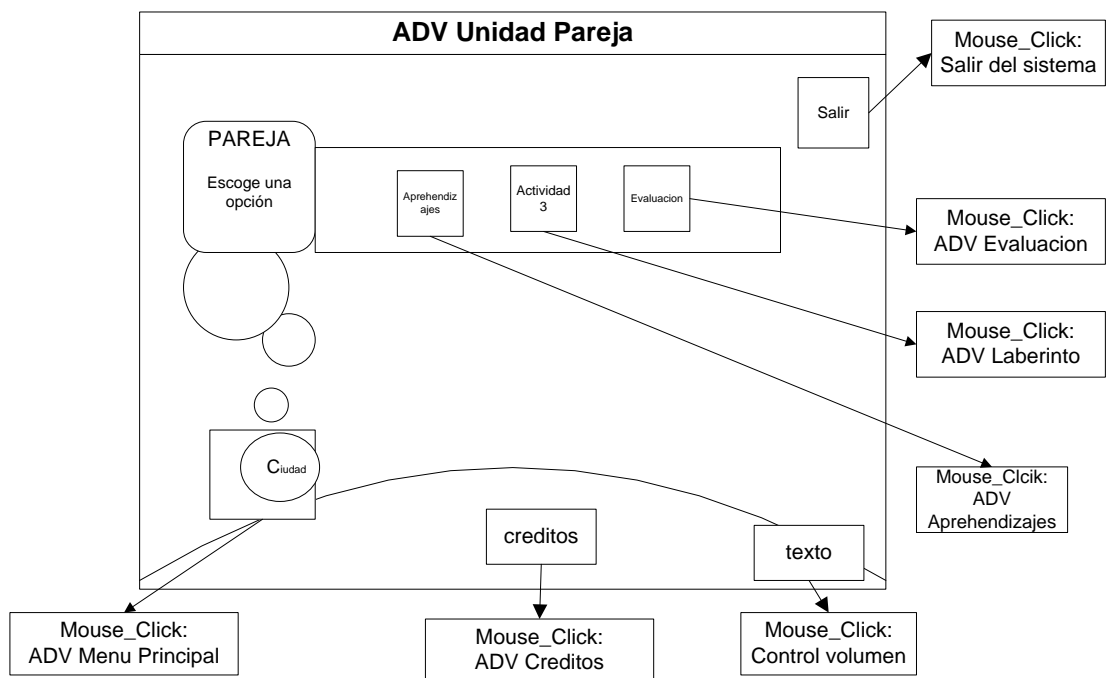 ADV Unidad Pareja
Mouse_Click:
Salir del sistema
Salir
PAREJA
Escoge una
opción
Aprehendiz
ajes
Actividad
3
Evaluacion
Mouse_Click:
ADV Evaluacion
Mouse_Click:
ADV Laberinto
Ciudad
Mouse_Clcik:
ADV
Aprehendizajes
creditos
texto
Mouse_Click:
ADV Menu Principal
Mouse_Click:
ADV Creditos
Mouse_Click:
Control volumen